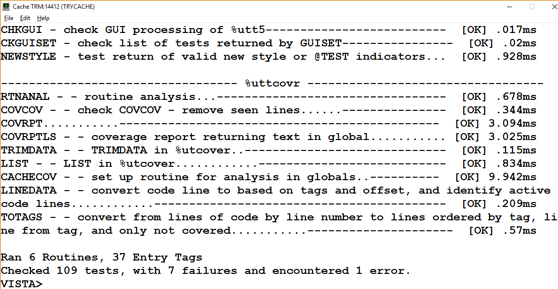 Cache TRM:14412 (TRYCACHE)
File Edit Help
CHKGUI - check GUI processing of %utt5--------------------------- [OK] .017ms
CKGUISET - check list of tests returned by GUISET----------------- [OK] .02ms
NEWSTYLE - test return of valid new style or @TEST indicators... [OK] .928ms
------------------------------------ %uttcovr ------------------------------------
RTNANAL - - routine analysis...---------------------------------- [OK] .678ms
COVCOV - - check COVCOV - remove seen lines......---------------- [OK] .344ms
COVRPT...........------------------------------------------------ [OK] 3.094ms
COVRPTLS - - coverage report returning text in global........... [OK] 3.025ms
TRIMDATA - - TRIMDATA in %utcover..------------------------------ [OK] .115ms
LIST - - LIST in %utcover............---------------------------- [OK] .834ms
CACHECOV - - set up routine for analysis in globals..----------- [OK] 9.942ms
LINEDATA - - convert code line to based on tags and offset, and identify active
code lines............------------------------------------------- [OK] .209ms
TOTAGS - - convert from lines of code by line number to lines ordered by tag, li
ne from tag, and only not covered...........--------------------- [OK] .57ms
Ran 6 Routines, 37 Entry Tags
Checked 109 tests, with 7 failures and encountered 1 error.
VISTA>